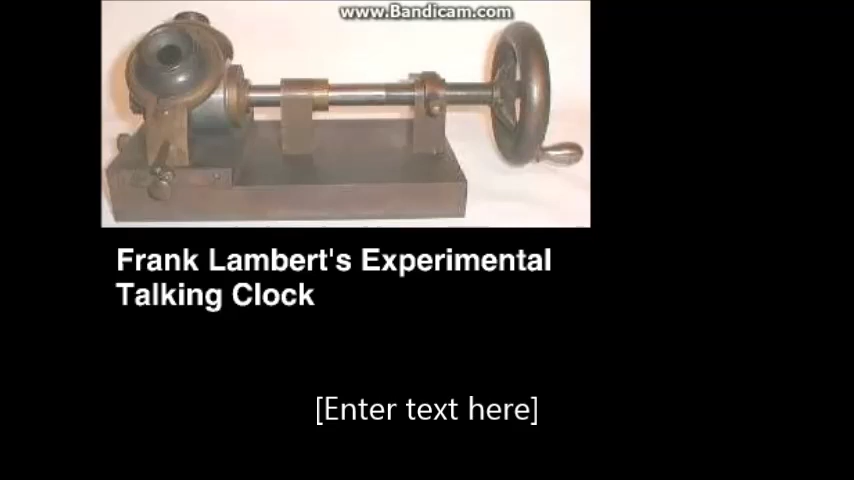 www.Bandicam.com
Frank Lambert's Experimental
Talking Clock
[Enter text here]